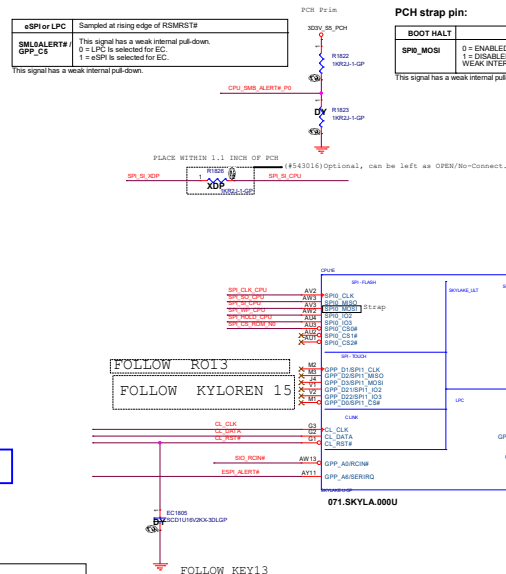 PCH Prim
PCH strap pin:
eSPI or LPC
Sampled at rising edge of RSMRST#
SML0ALERT# /
GPP_C5
This signal has a weak internal pull-down.
0 = LPC Is selected for EC.
1 = eSPI Is selected for EC.
This signal has a weak internal pull-down.
3D3V_S5_PCH
BOOT HALT
SPI0_MOSI
0 = ENABLED
1 = DISABLE
WEAK INTER
This signal has a weak internal pull
R1822
1KR2J-1-GP
CPU_SMB_ALERT#_P0
DY
R1823
1KR2J-1-GP
PLACE WITHIN 1.1 INCH OF PCH
(#543016)Optional, can be left as OPEN/No-Connect.
R1826
SPI_SI_XDP
1
SPI_SI_CPU
XDP
1KR2J-1-GP
CPU1E
SPI - FLASH
SKYLAKE_ULT
SPI_CLK_CPU
AV2
SPI0_CLK
SPI_SO_CPU
AW3
SPI0_MISO
SPI_SI_CPU
AV3
SPI0_MOSI
Strap
SPI_WP_CPU
AW2
SPI0_IO2
SPI_HOLD_CPU
AU4
SPI0_IO3
SPI_CS_ROM_N0
AU3
SPI0_CS0#
AU2
SPI0_CS1#
AU1
SPI0_CS2#
SPI - TOUCH
FOLLOW RO13
FOLLOW KYLOREN 15
M2
GPP_D1/SPI1_CLK
M3
GPP_D2/SPI1_MISO
J4
GPP_D3/SPI1_MOSI
V1
GPP_D21/SPI1_IO2
V2
GPP_D22/SPI1_IO3
M1
GPP_D0/SPI1_CS#
LPC
C LINK
CL_CLK
G3
CL_CLK
CL_DATA
G2
CL_DATA
CL_RST#
G1
CL_RST#
GP
SIO_RCIN#
AW13
GPP_A0/RCIN#
ESPI_ALERT#
AY11
GPP_A6/SERIRQ
071.SKYLA.000U
EC1805
DY
SCD1U16V2KX-3DLGP
FOLLOW KEY13